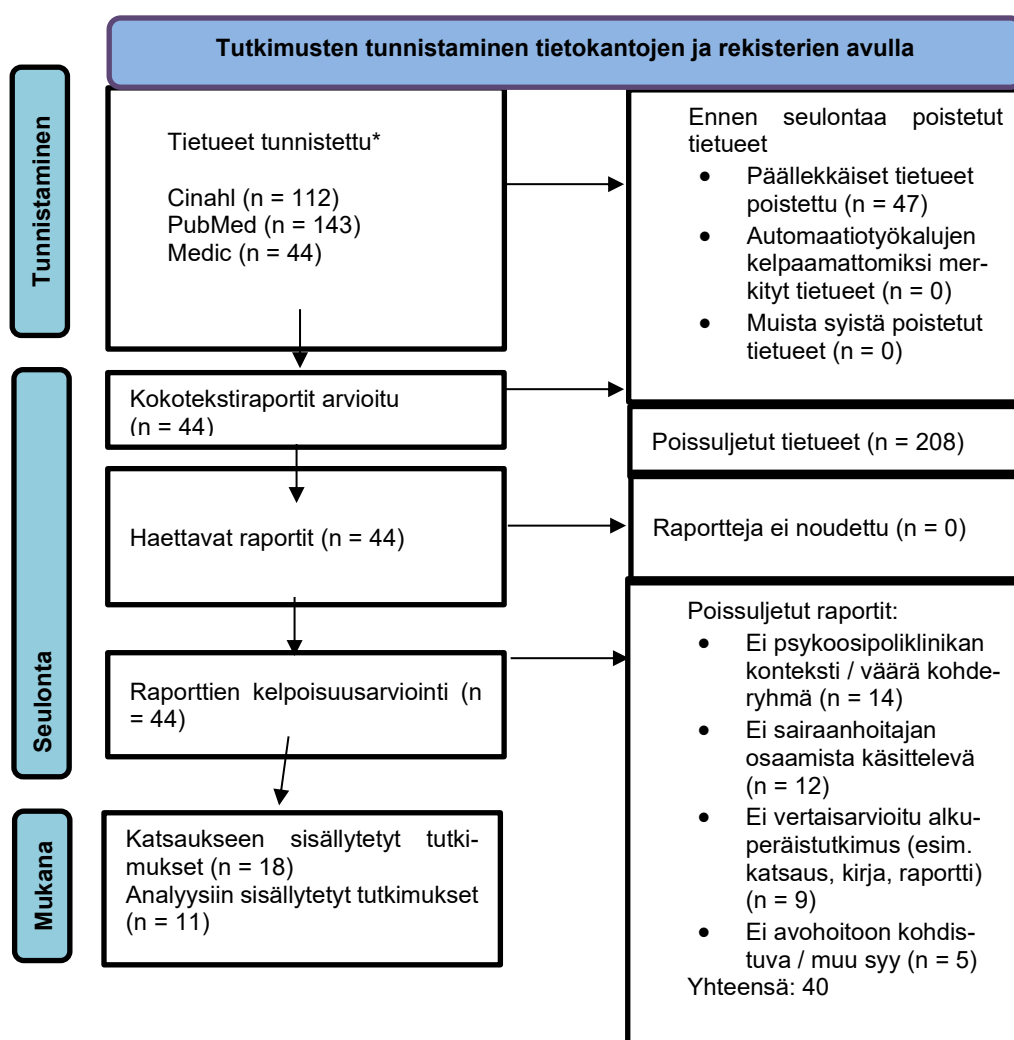 Tutkimusten tunnistaminen tietokantojen ja rekisterien avulla
Tunnistaminen
Tietueet tunnistettu*
Cinahl (n = 112)
PubMed (n = 143)
Medic (n = 44)
Ennen seulontaa poistetut
tietueet
• Päällekkäiset tietueet
poistettu (n = 47)
• Automaatiotyökalujen
kelpaamattomiksi mer-
kityt tietueet (n = 0)
• Muista syistä poistetut
tietueet (n = 0)
Seulonta
Kokotekstiraportit arvioitu
(n = 44)
Poissuljetut tietueet (n = 208)
Haettavat raportit (n = 44)
Raportteja ei noudettu (n = 0)
Raporttien kelpoisuusarviointi (n
= 44)
Poissuljetut raportit:
• Ei psykoosipoliklinikan
konteksti / väärä kohde-
ryhmä (n = 14)
• Ei sairaanhoitajan
osaamista käsittelevä
(n = 12)
• Ei vertaisarvioitu alku-
peräistutkimus (esim.
katsaus, kirja, raportti)
(n = 9)
• Ei avohoitoon kohdis-
tuva / muu syy (n = 5)
Yhteensä: 40
Mukana
Katsaukseen sisällytetyt tutki-
mukset (n = 18)
Analyysiin sisällytetyt tutkimukset
(n = 11)